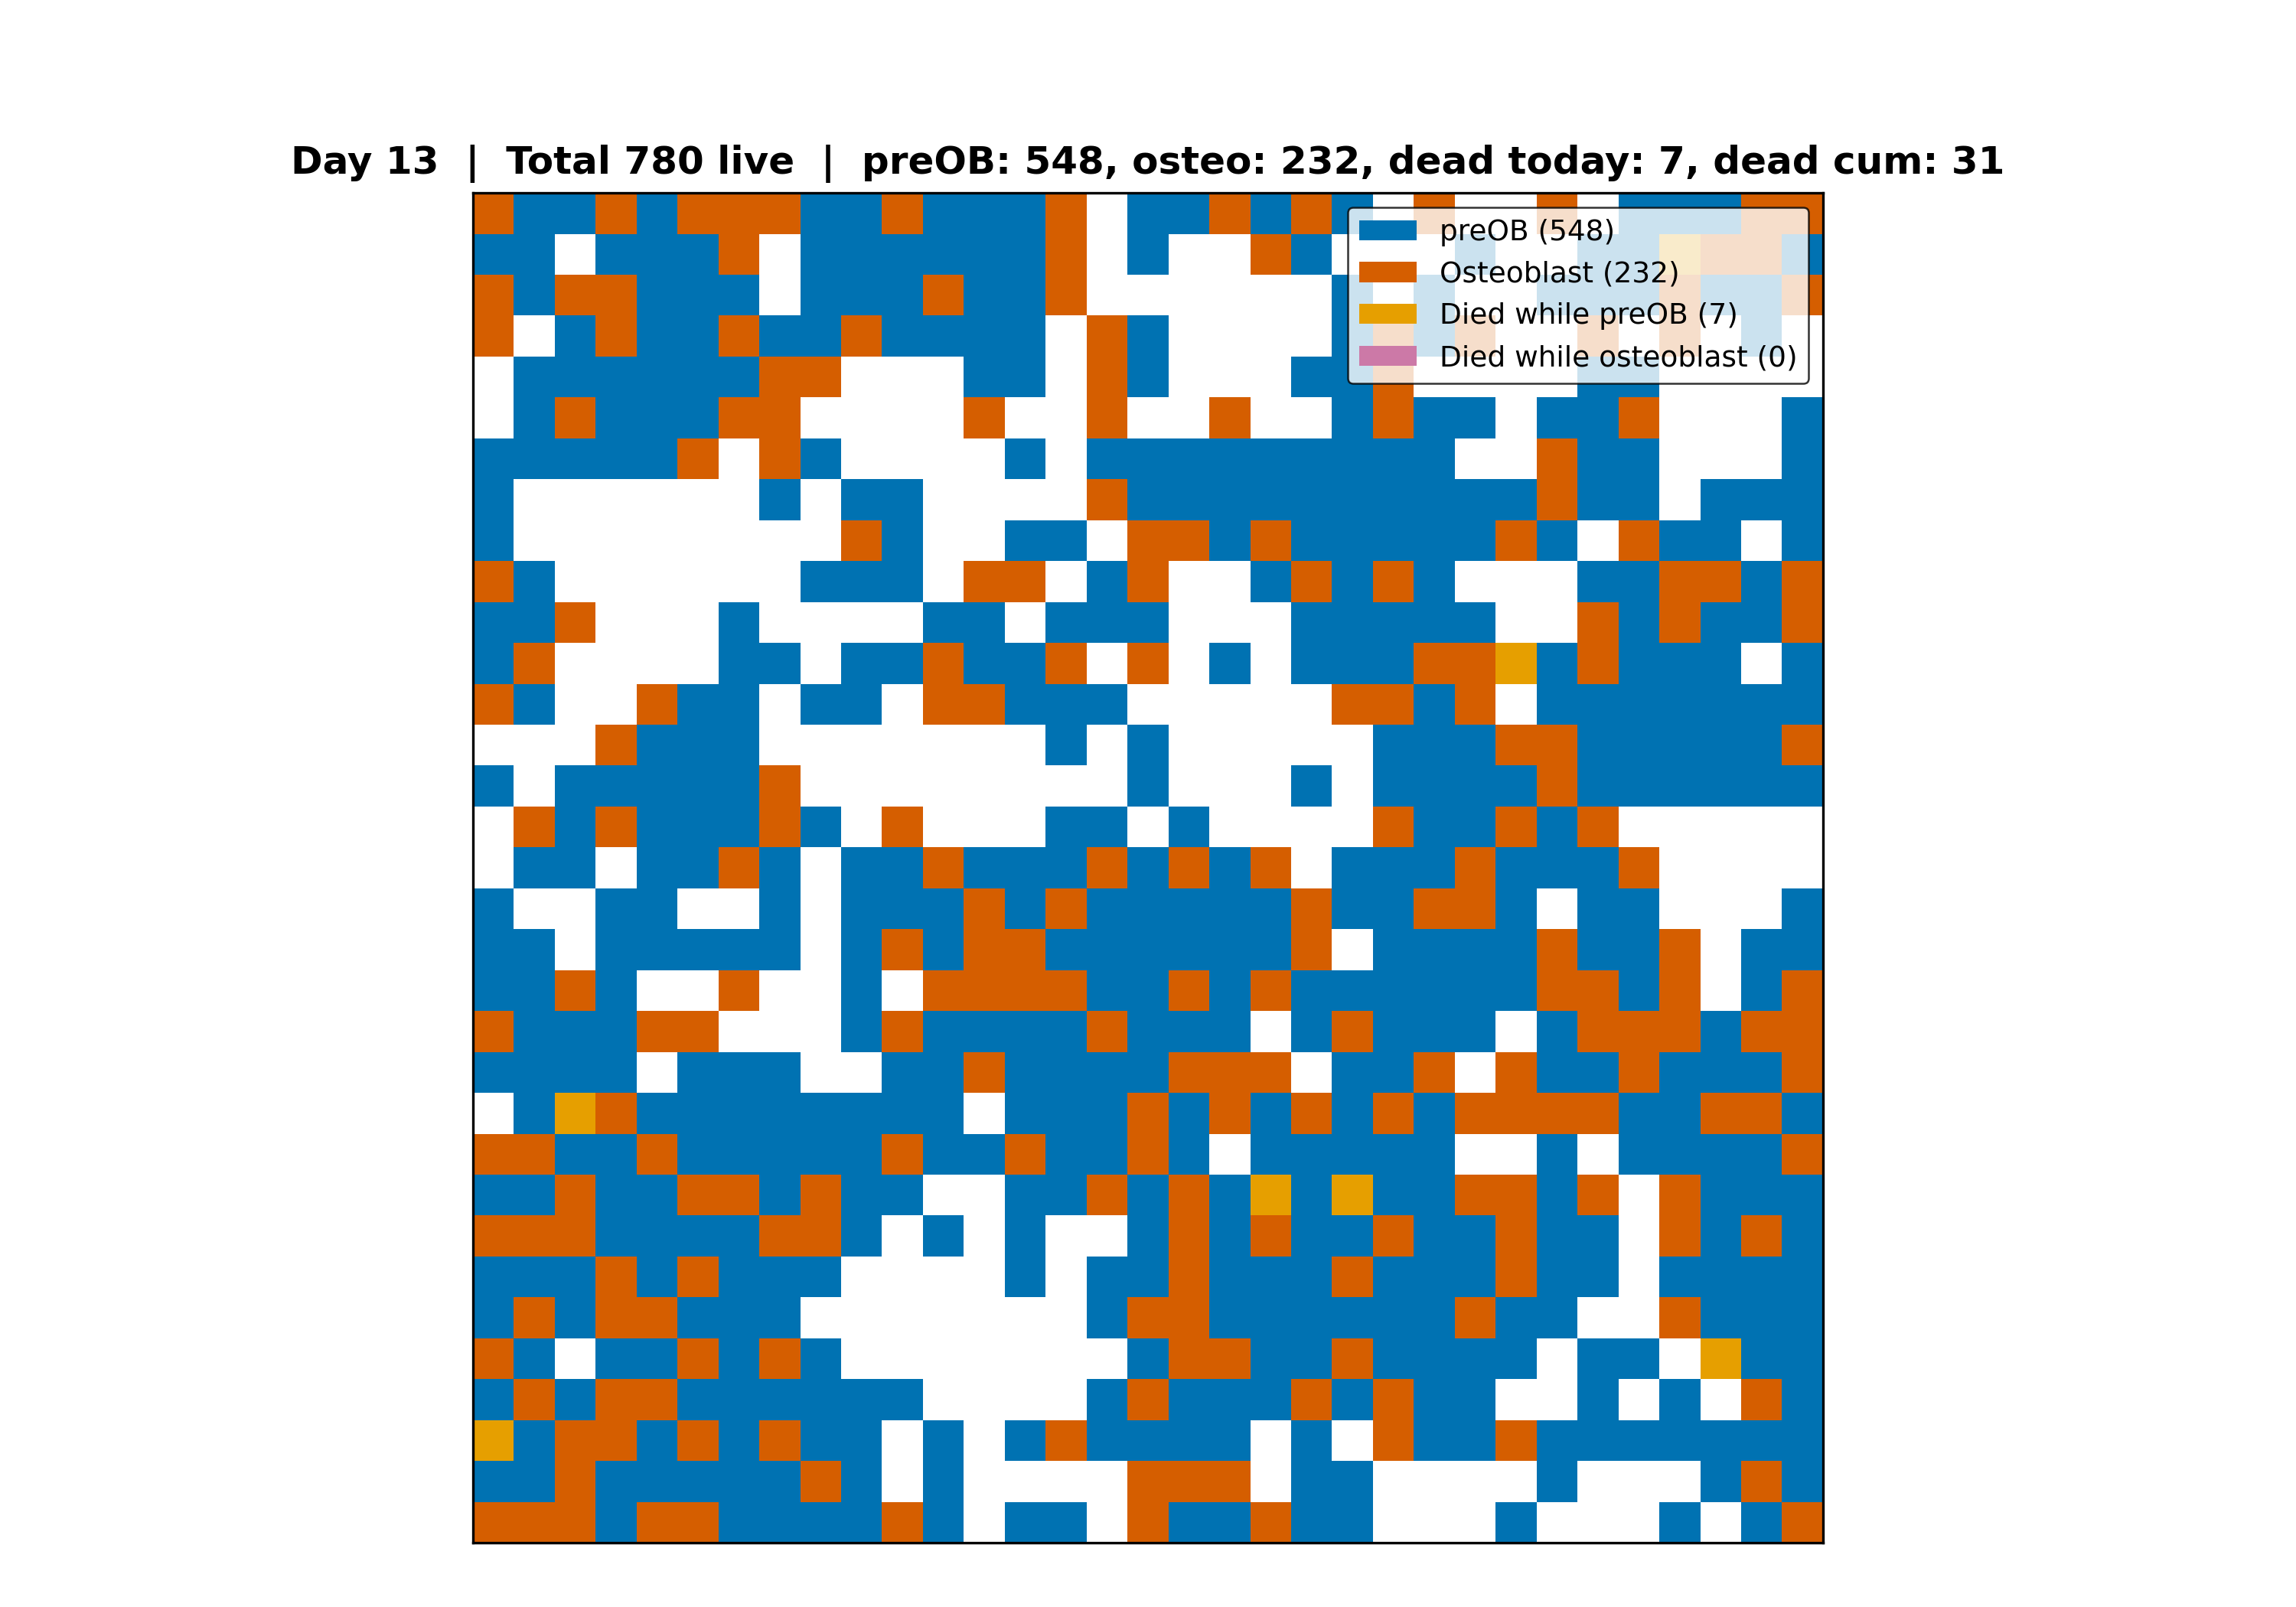 Day 13 | Total 780 live | preOB: 548, osteo: 232, dead today: 7, dead cum: 31
preOB (548)
Osteoblast (232)
Died while preOB (7)
Died while osteoblast (0)